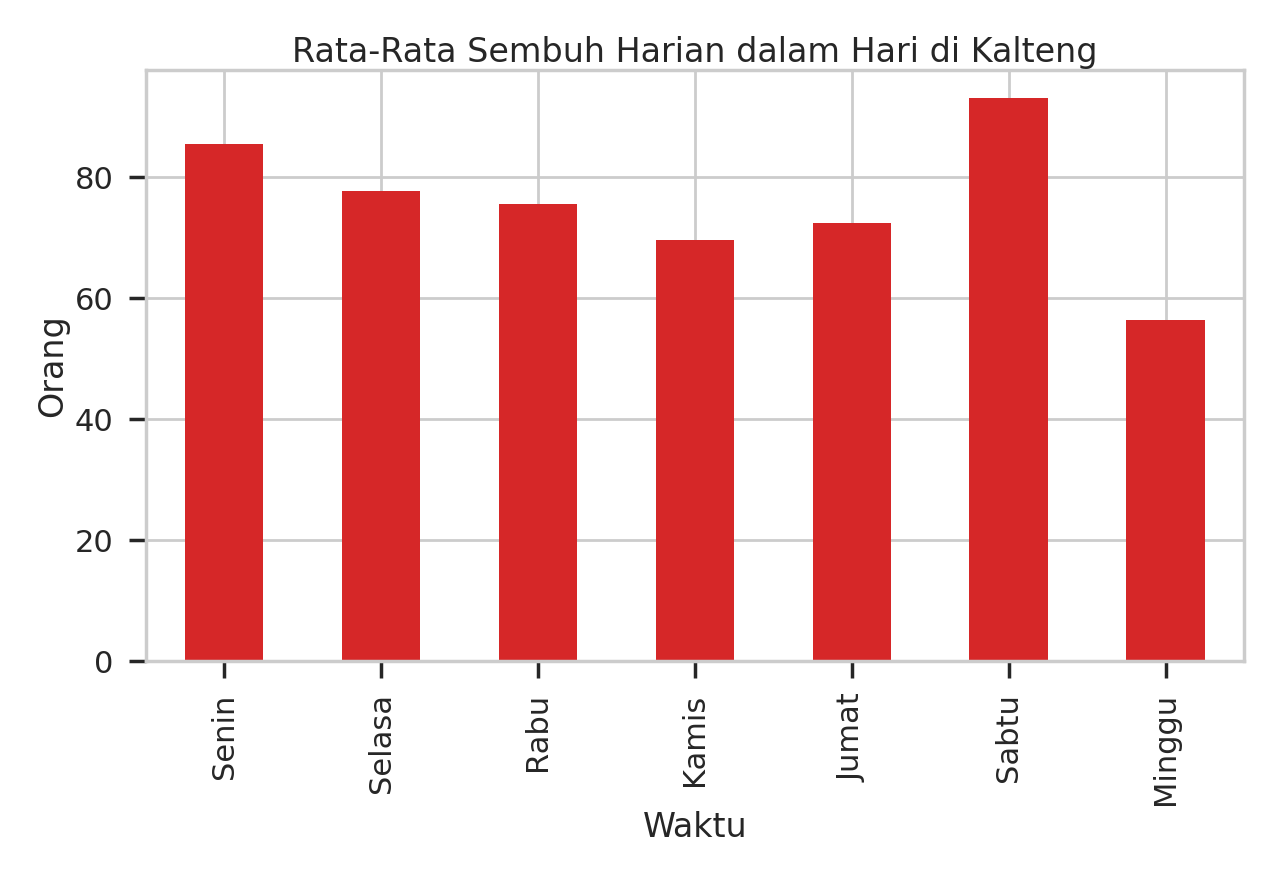 Rata-Rata Sembuh Harian dalam Hari di Kalteng
Orang
80
60
40
20
0
Senin
Selasa
Rabu
Kamis
Jumat
Sabtu
Minggu
Waktu